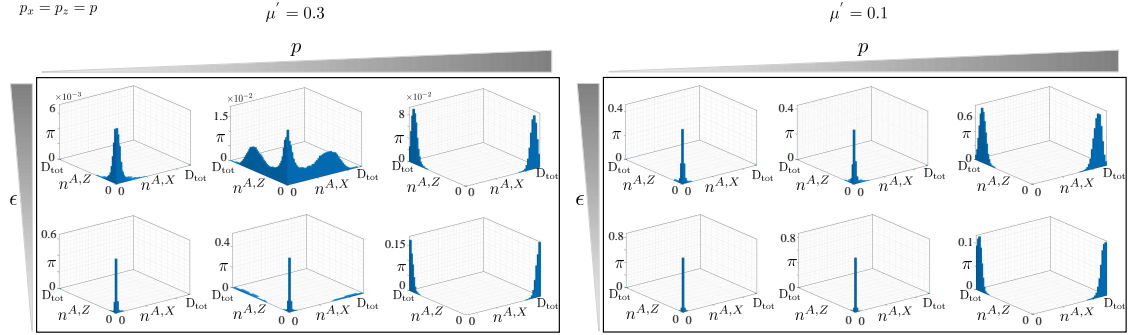 p_x = p_z = p
μ′ = 0.3
p
ϵ
×10⁻³
6
π
0
D_tot
n^{A,Z}
0 0
n^{A,X}
D_tot
×10⁻²
1.5
π
0
D_tot
n^{A,Z}
0 0
n^{A,X}
D_tot
×10⁻²
8
π
0
D_tot
n^{A,Z}
0 0
n^{A,X}
D_tot
0.6
π
0
D_tot
n^{A,Z}
0 0
n^{A,X}
D_tot
0.4
π
0
D_tot
n^{A,Z}
0 0
n^{A,X}
D_tot
0.15
π
0
D_tot
n^{A,Z}
0 0
n^{A,X}
D_tot
μ′ = 0.1
p
ϵ
0.4
π
0
D_tot
n^{A,Z}
0 0
n^{A,X}
D_tot
0.4
π
0
D_tot
n^{A,Z}
0 0
n^{A,X}
D_tot
0.6
π
0
D_tot
n^{A,Z}
0 0
n^{A,X}
D_tot
0.8
π
0
D_tot
n^{A,Z}
0 0
n^{A,X}
D_tot
0.8
π
0
D_tot
n^{A,Z}
0 0
n^{A,X}
D_tot
0.1
π
0
D_tot
n^{A,Z}
0 0
n^{A,X}
D_tot